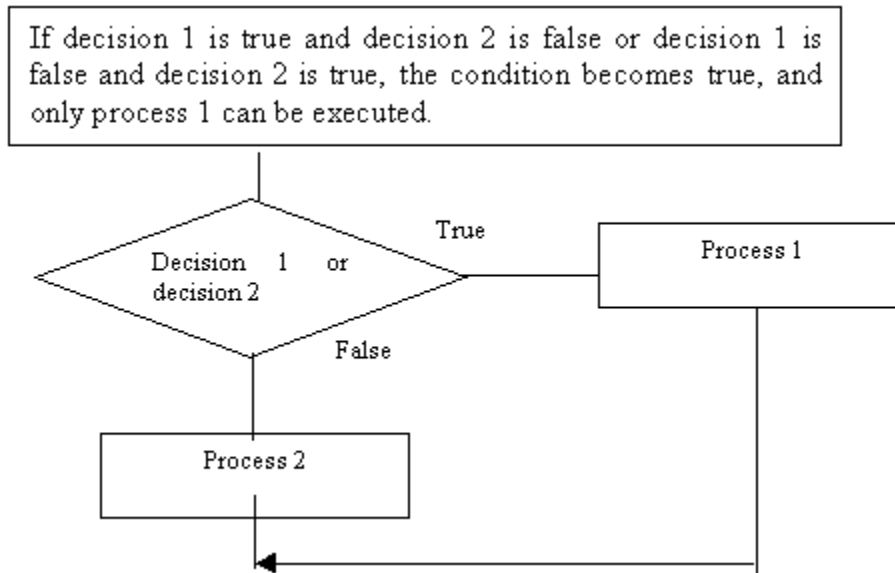 If decision 1 is true and decision 2 is false or decision 1 is
false and decision 2 is true, the condition becomes true, and
only process 1 can be executed.
True
Process 1
Decision 1 or
decision 2
False
Process 2